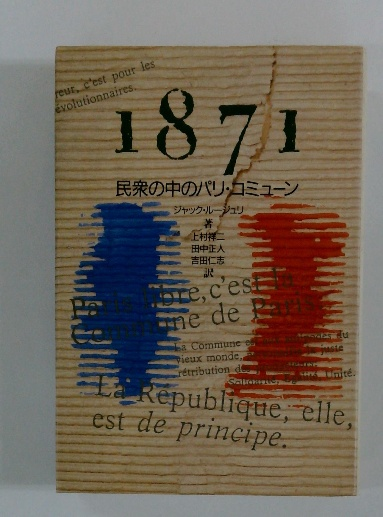 eur, c'est pour les
évolutionnaires.
1871
民衆の中のパリ・コミューン
ジャック・ルージュリ
著
上村祥二
田中正人
吉田仁志
訳
Paris libre, c'est la
Commune de Paris
La Commune
vieux monde,
rétribution
Solidarité,
Unité.
La République, elle,
est de principe.